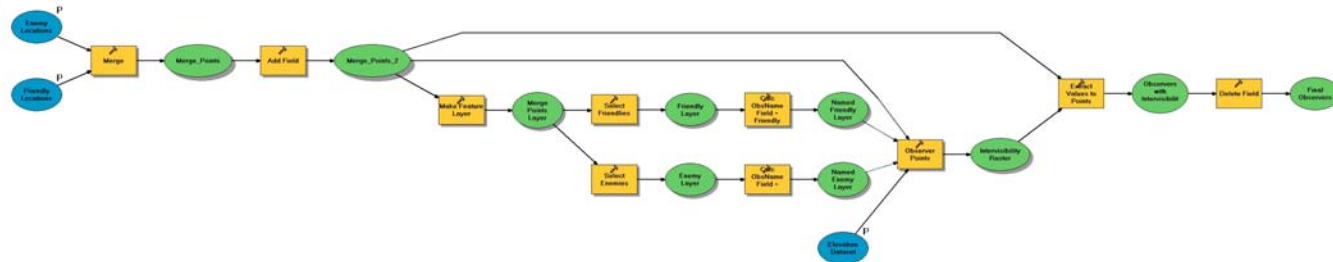 P
Enemy
Locations
P
Friendly
Locations
Merge
Merge_Points
Add Field
Merge_Points_2
Make Feature
Layer
Merge
Points
Layer
Select
Friendlies
Friendly
Layer
Calc
ObsName
Field -
Friendly
Named
Friendly
Layer
Select
Enemies
Enemy
Layer
Calc
ObsName
Field -
Named
Enemy
Layer
Observer
Points
P
Elevation
Dataset
Intervisibility
Raster
Extract
Values to
Points
Observers
with
Intervisibilit
Delete Field
Final
Observers